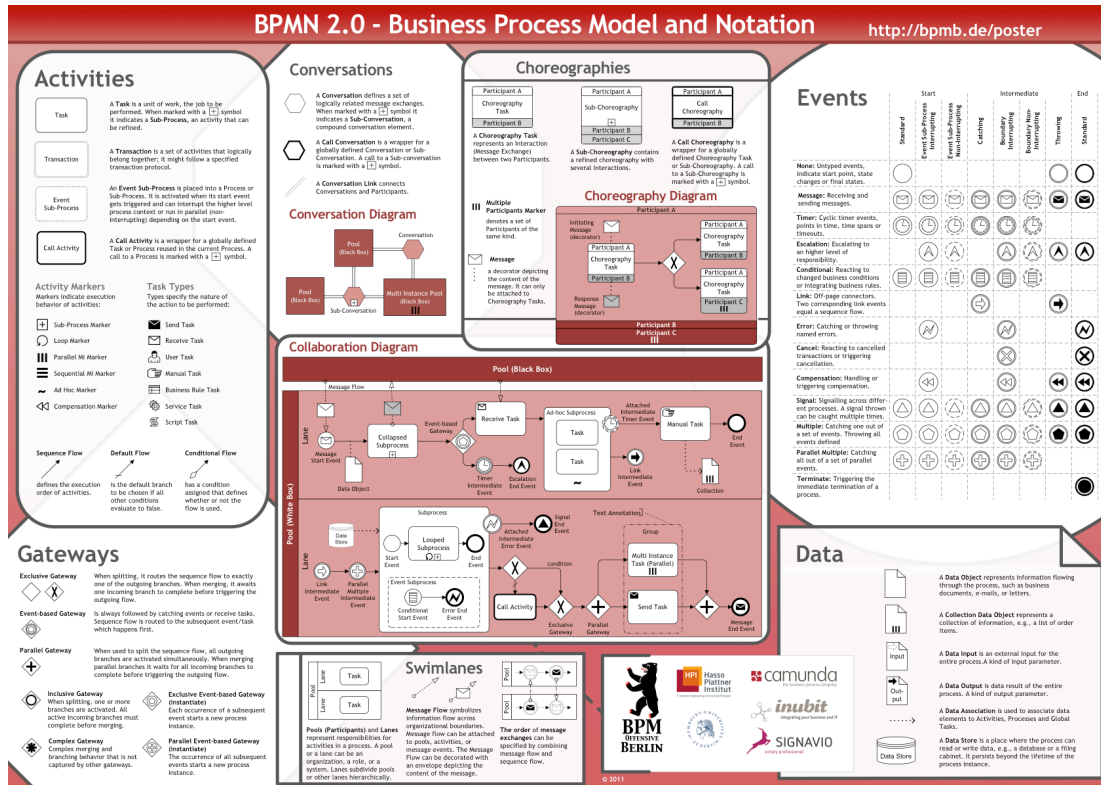 BPMN 2.0 - Business Process Model and Notation
http://bpmb.de/poster
Activities
Task
A Task is a unit of work, the job to be
performed. When marked with a + symbol
it indicates a Sub-Process, an activity that can
be refined.
Transaction
A Transaction is a set of activities that logically
belong together; it might follow a specified
transaction protocol.
Event
Sub-Process
An Event Sub-Process is placed into a Process or
Sub-Process. It is activated when its start event
gets triggered and can interrupt the higher level
process context or run in parallel (non-
interrupting) depending on the start event.
Call Activity
A Call Activity is a wrapper for a globally defined
Task or Process reused in the current Process. A
call to a Process is marked with a + symbol.
Activity Markers
Markers indicate execution
behavior of activities:
Sub-Process Marker
Loop Marker
Parallel MI Marker
Sequential MI Marker
Ad Hoc Marker
Compensation Marker
Task Types
Types specify the nature of
the action to be performed:
Send Task
Receive Task
User Task
Manual Task
Business Rule Task
Service Task
Script Task
Sequence Flow
defines the execution
order of activities.
Default Flow
is the default branch
to be chosen if all
other conditions
evaluate to false.
Conditional Flow
has a condition
assigned that defines
whether or not the
flow is used.
Conversations
A Conversation defines a set of
logically related message exchanges.
When marked with a + symbol it
indicates a Sub-Conversation, a
compound conversation element.
A Call Conversation is a wrapper for a
globally defined Conversation or Sub-
Conversation. A call to a Sub-conversation
is marked with a + symbol.
A Conversation Link connects
Conversations and Participants.
Conversation Diagram
Pool
(Black Box)
Conversation
Pool
(Black Box)
Sub-Conversation
Multi Instance Pool
(Black Box)
Choreographies
Participant A
Choreography
Task
Participant B
A Choreography Task
represents an Interaction
(Message Exchange)
between two Participants.
Participant A
Sub-Choreography
+
Participant B
Participant C
A Sub-Choreography contains
a refined choreography with
several Interactions.
Participant A
Call
Choreography
Participant B
A Call Choreography is a
wrapper for a globally
defined Choreography Task
or Sub-Choreography. A call
to a Sub-Choreography is
marked with a + symbol.
Multiple
Participants Marker
denotes a set of
Participants of the
same kind.
Message
a decorator depicting
the content of the
message. It can only
be attached to
Choreography Tasks.
Choreography Diagram
Participant A
Initiating
Message
(decorator)
Participant A
Choreography
Task
Participant B
Response
Message
(decorator)
Participant A
Choreography
Task
Participant B
Participant A
Choreography
Task
Participant C
Participant B
Participant C
Events
Start
Intermediate
End
Standard
Event Sub-Process
Interrupting
Event Sub-Process
Non-Interrupting
Catching
Boundary
Interrupting
Boundary Non-
Interrupting
Throwing
Standard
None: Untyped events,
indicate start point, state
changes or final states.
Message: Receiving and
sending messages.
Timer: Cyclic timer events,
points in time, time spans or
timeouts.
Escalation: Escalating to
an higher level of
responsibility.
Conditional: Reacting to
changed business conditions
or integrating business rules.
Link: Off-page connectors.
Two corresponding link events
equal a sequence flow.
Error: Catching or throwing
named errors.
Cancel: Reacting to cancelled
transactions or triggering
cancellation.
Compensation: Handling or
triggering compensation.
Signal: Signalling across differ-
ent processes. A signal thrown
can be caught multiple times.
Multiple: Catching one out of
a set of events. Throwing all
events defined
Parallel Multiple: Catching
all out of a set of parallel
events.
Terminate: Triggering the
immediate termination of a
process.
Collaboration Diagram
Pool (Black Box)
Message Flow
Pool (White Box)
Lane
Message
Start Event
Data Object
Collapsed
Subprocess
Event-based
Gateway
Receive Task
Timer
Intermediate
Event
Escalation
End Event
Ad-hoc Subprocess
Task
Task
~
Attached
Intermediate
Timer Event
Manual Task
End
Event
Link
Intermediate
Event
Collection
Lane
Data
Store
Link
Intermediate
Event
Parallel
Multiple
Intermediate
Event
Subprocess
Start
Event
Looped
Subprocess
End
Event
Event Subprocess
Conditional
Start Event
Error End
Event
Attached
Intermediate
Error Event
Signal
End
Event
condition
Call Activity
Exclusive
Gateway
Parallel
Gateway
Text Annotation
Group
Multi Instance
Task (Parallel)
Send Task
Message
End Event
Gateways
Exclusive Gateway
When splitting, it routes the sequence flow to exactly
one of the outgoing branches. When merging, it awaits
one incoming branch to complete before triggering the
outgoing flow.
Event-based Gateway
Is always followed by catching events or receive tasks.
Sequence flow is routed to the subsequent event/task
which happens first.
Parallel Gateway
When used to split the sequence flow, all outgoing
branches are activated simultaneously. When merging
parallel branches it waits for all incoming branches to
complete before triggering the outgoing flow.
Inclusive Gateway
When splitting, one or more
branches are activated. All
active incoming branches must
complete before merging.
Exclusive Event-based Gateway
(instantiate)
Each occurrence of a subsequent
event starts a new process
instance.
Complex Gateway
Complex merging and
branching behavior that is not
captured by other gateways.
Parallel Event-based Gateway
(instantiate)
The occurrence of all subsequent
events starts a new process
instance.
Swimlanes
Pool
Lane
Task
Lane
Task
Pools (Participants) and Lanes
represent responsibilities for
activities in a process. A pool
or a lane can be an
organization, a role, or a
system. Lanes subdivide pools
or other lanes hierarchically.
Message Flow symbolizes
information flow across
organizational boundaries.
Message flow can be attached
to pools, activities, or
message events. The Message
Flow can be decorated with
an envelope depicting the
content of the message.
Pool
Pool
The order of message
exchanges can be
specified by combining
message flow and
sequence flow.
BPM
OFFENSIVE
BERLIN
HPI
Hasso
Plattner
Institut
camunda
inubit
integrating your business and IT
SIGNAVIO
simply professional
© 2011
Data
A Data Object represents information flowing
through the process, such as business
documents, e-mails, or letters.
A Collection Data Object represents a
collection of information, e.g., a list of order
items.
Input
A Data Input is an external input for the
entire process. A kind of input parameter.
Out-
put
A Data Output is data result of the entire
process. A kind of output parameter.
A Data Association is used to associate data
elements to Activities, Processes and Global
Tasks.
Data Store
A Data Store is a place where the process can
read or write data, e.g., a database or a filing
cabinet. It persists beyond the lifetime of the
process instance.